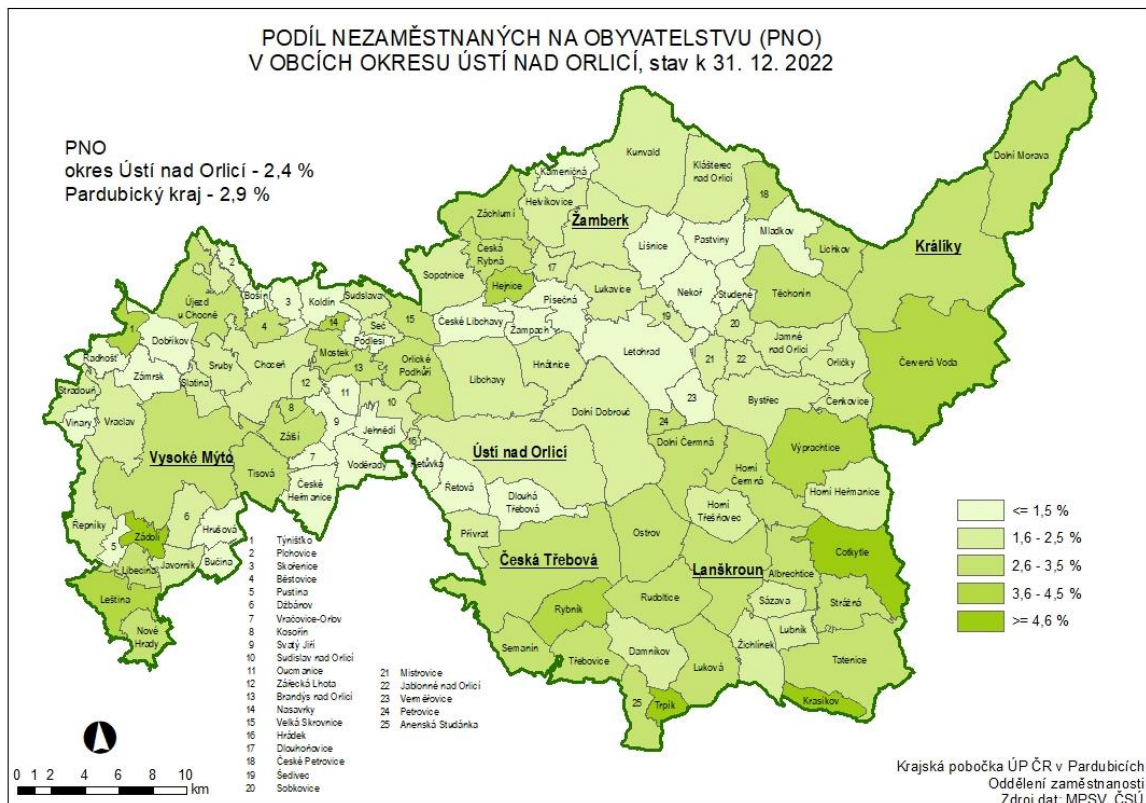 PODÍL NEZAMĚSTNANÝCH NA OBYVATELSTVU (PNO)
V OBCÍCH OKRESU ÚSTÍ NAD ORLICÍ, stav k 31. 12. 2022
PNO
okres Ústí nad Orlicí - 2,4 %
Pardubický kraj - 2,9 %
Dolní Morava
Kunvald
Klášterec
nad Orlicí
Kameničná
18
Helvíkovice
Záchlumí
Žamberk
Mladkov
Lišnice
Pastviny
Lichkov
Králíky
Česká
Rybná
17
Sopotnice
Hejnice
Lukavice
Nekoř
Studené
Těchonín
2
Bošín
3
Koldín
Sudslava
Újezd
u Chocně
Písečná
1
Dobříkov
4
14
Seč
15
České Libchavy
Žampach
19
20
Jamné
nad Orlicí
Podlesí
Radhošť
Mostek
Letohrad
Červená Voda
Zámrsk
Sruby
Choceň
13
Orlické
Podhůří
Libchavy
Hnátnice
21
22
Orličky
Stradouň
Slatina
12
11
10
23
Bystřec
Čenkovice
Vinary
Vraclav
8
Záší
9
Jehnědí
Dolní Dobrouč
24
Dolní Čermná
Výprachtice
Vysoké Mýto
7
16
Řetůvka
Ústí nad Orlicí
Tisová
České
Heřmanice
Voděrady
Řetová
Dlouhá
Třebová
Horní
Čermná
Horní Heřmanice
6
Hrušová
Horní
Třešňovec
Řepníky
Zádolí
5
Přívrat
Ostrov
Libecina
Javorník
Bučina
Česká Třebová
Lanškroun
Cotkytle
Albrechtice
Leština
Rybník
Rudoltice
Sázava
Strážná
Nové
Hrady
Semanín
Třebovice
Damníkov
Luková
Žichlínek
Lubník
Tatenice
25
Trpík
Krasíkov
<= 1,5 %
1,6 - 2,5 %
2,6 - 3,5 %
3,6 - 4,5 %
>= 4,6 %
1 Týnišťko
2 Plchovice
3 Skořenice
4 Běstovice
5 Pustina
6 Džbánov
7 Vračovice-Orlov
8 Kosořín
9 Svatý Jiří
10 Sudislav nad Orlicí
11 Oucmanice
12 Zářecká Lhota
13 Brandýs nad Orlicí
14 Nasavrky
15 Velká Skrovnice
16 Hrádek
17 Dlouhoňovice
18 České Petrovice
19 Šedivec
20 Sobkovice
21 Mistrovice
22 Jablonné nad Orlicí
23 Verměřovice
24 Petrovice
25 Anenská Studánka
0 1 2 4 6 8 10
km
Krajská pobočka ÚP ČR v Pardubicích
Oddělení zaměstnanosti
Zdroj dat: MPSV, ČSÚ